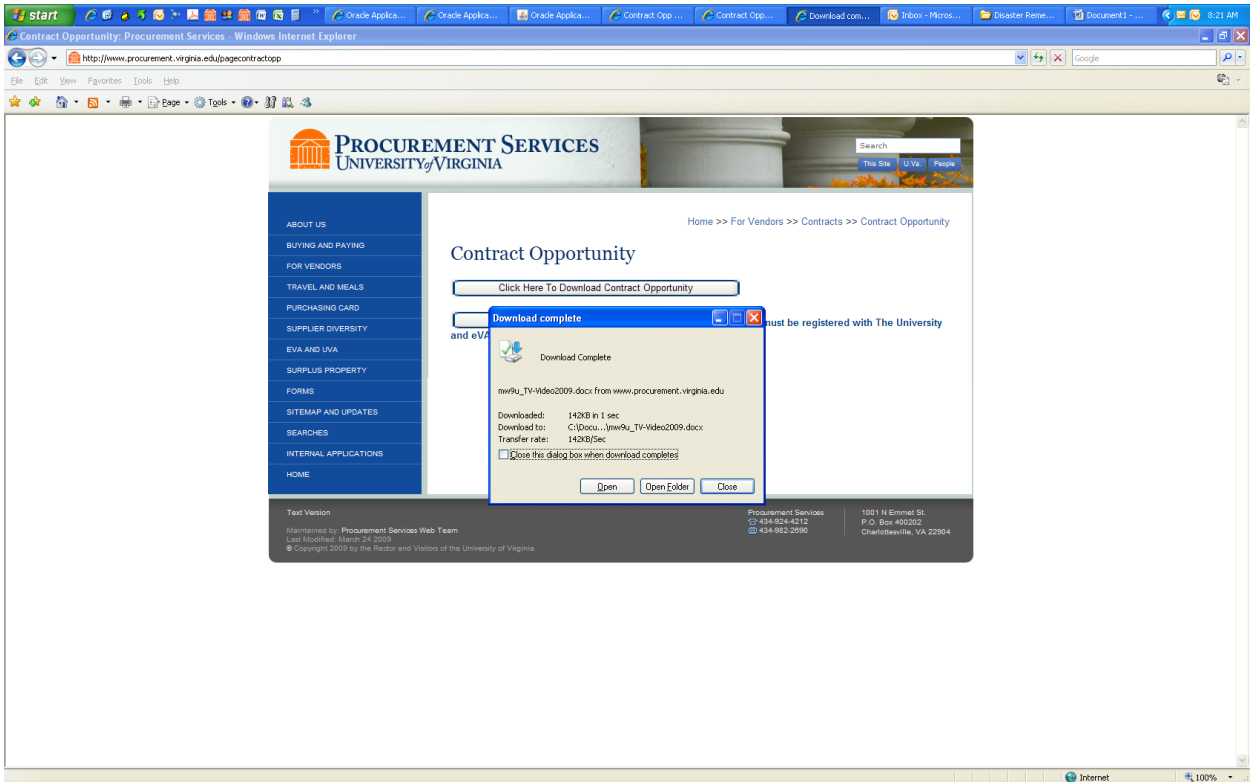 start
Oracle Applica...
Oracle Applica...
Oracle Applica...
Contract Opp ...
Contract Opp...
Download com...
Inbox - Micros...
Disaster Reme...
Document1 - ...
8:21 AM
Contract Opportunity: Procurement Services - Windows Internet Explorer
http://www.procurement.virginia.edu/pagecontractopp
Google
File Edit View Favorites Tools Help
Page Tools
PROCUREMENT SERVICES
UNIVERSITY of VIRGINIA
Search
This Site U.Va. People
ABOUT US
BUYING AND PAYING
FOR VENDORS
TRAVEL AND MEALS
PURCHASING CARD
SUPPLIER DIVERSITY
EVA AND UVA
SURPLUS PROPERTY
FORMS
SITEMAP AND UPDATES
SEARCHES
INTERNAL APPLICATIONS
HOME
Home >> For Vendors >> Contracts >> Contract Opportunity
Contract Opportunity
Click Here To Download Contract Opportunity
must be registered with The University
and eVA
Download complete
Download Complete
mw9u_TV-Video2009.docx from www.procurement.virginia.edu
Downloaded: 142KB in 1 sec
Download to: C:\Docu...\mw9u_TV-Video2009.docx
Transfer rate: 142KB/Sec
Close this dialog box when download completes
Open Open Folder Close
Text Version
Maintained by: Procurement Services Web Team
Last Modified: March 24 2009
© Copyright 2009 by the Rector and Visitors of the University of Virginia
Procurement Services
434-924-4212
434-982-2690
1001 N Emmet St.
P.O. Box 400202
Charlottesville, VA 22904
Internet
100%